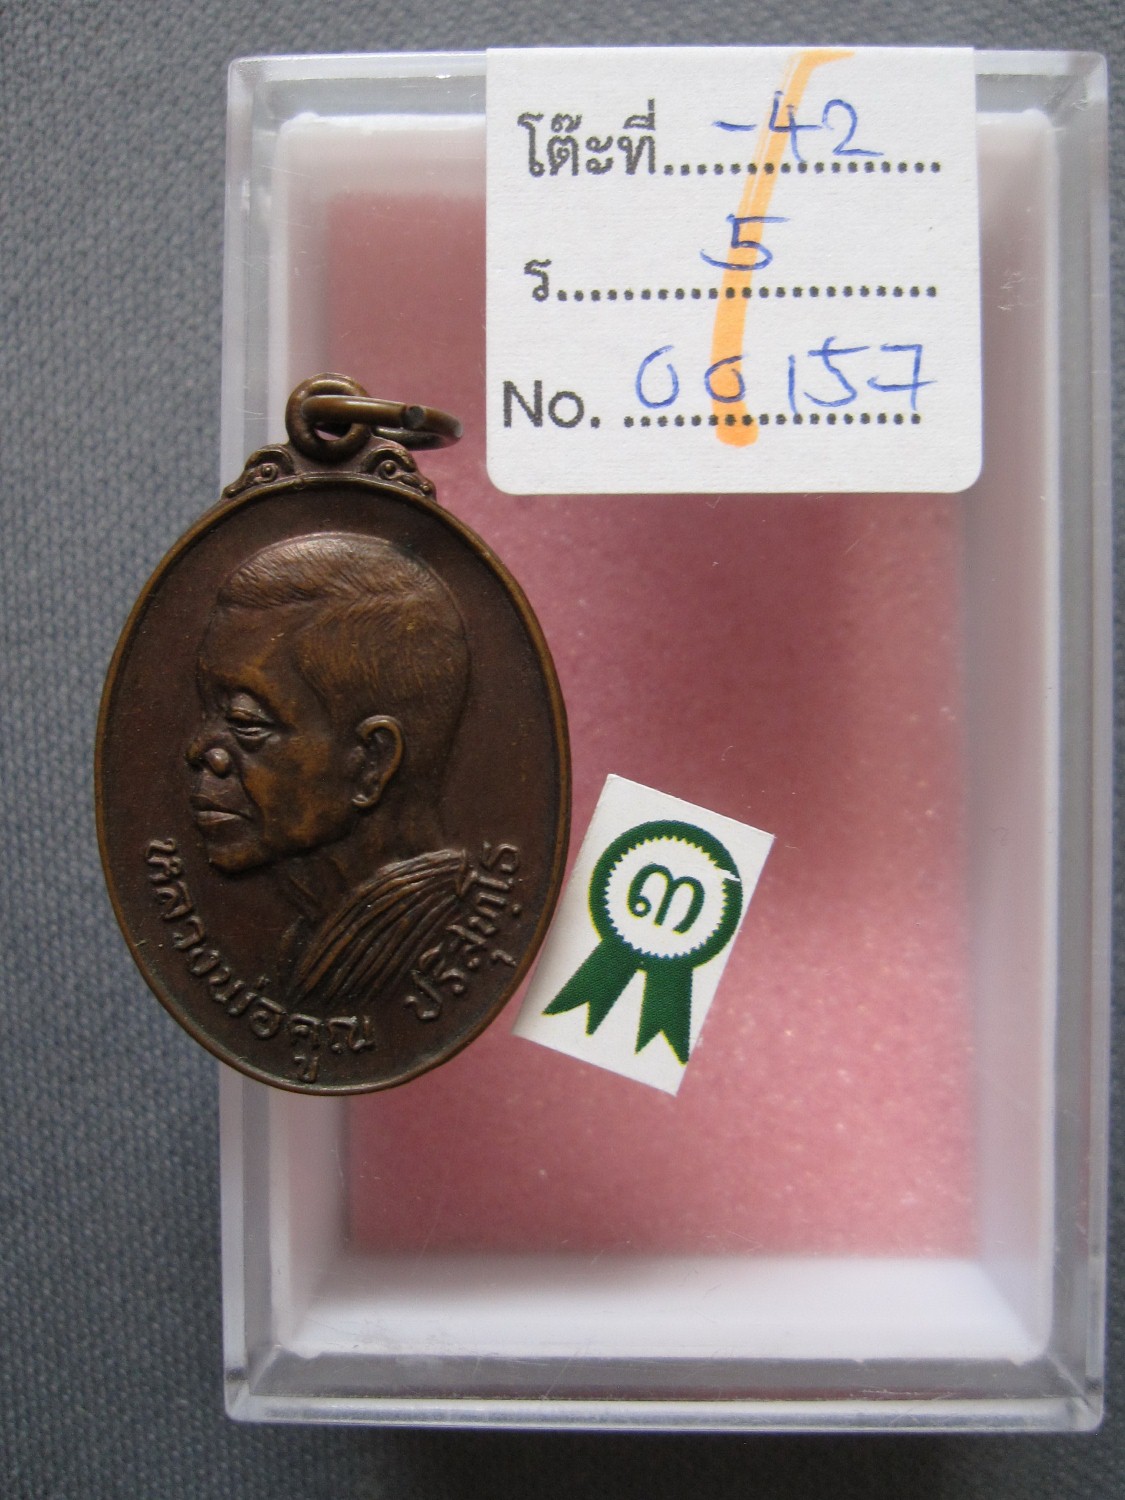 โต๊ะที่ -42
ร 5
No. 00157
หลวงพ่อคูณ ปริสุทฺโธ
๓